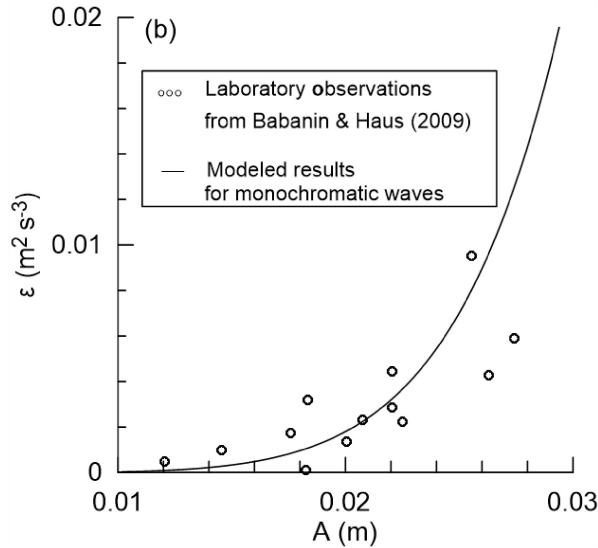 0.02
(b)
Laboratory observations
from Babanin & Haus (2009)
Modeled results
for monochromatic waves
0.01
ε (m² s⁻³)
0
0.01
0.02
0.03
A (m)